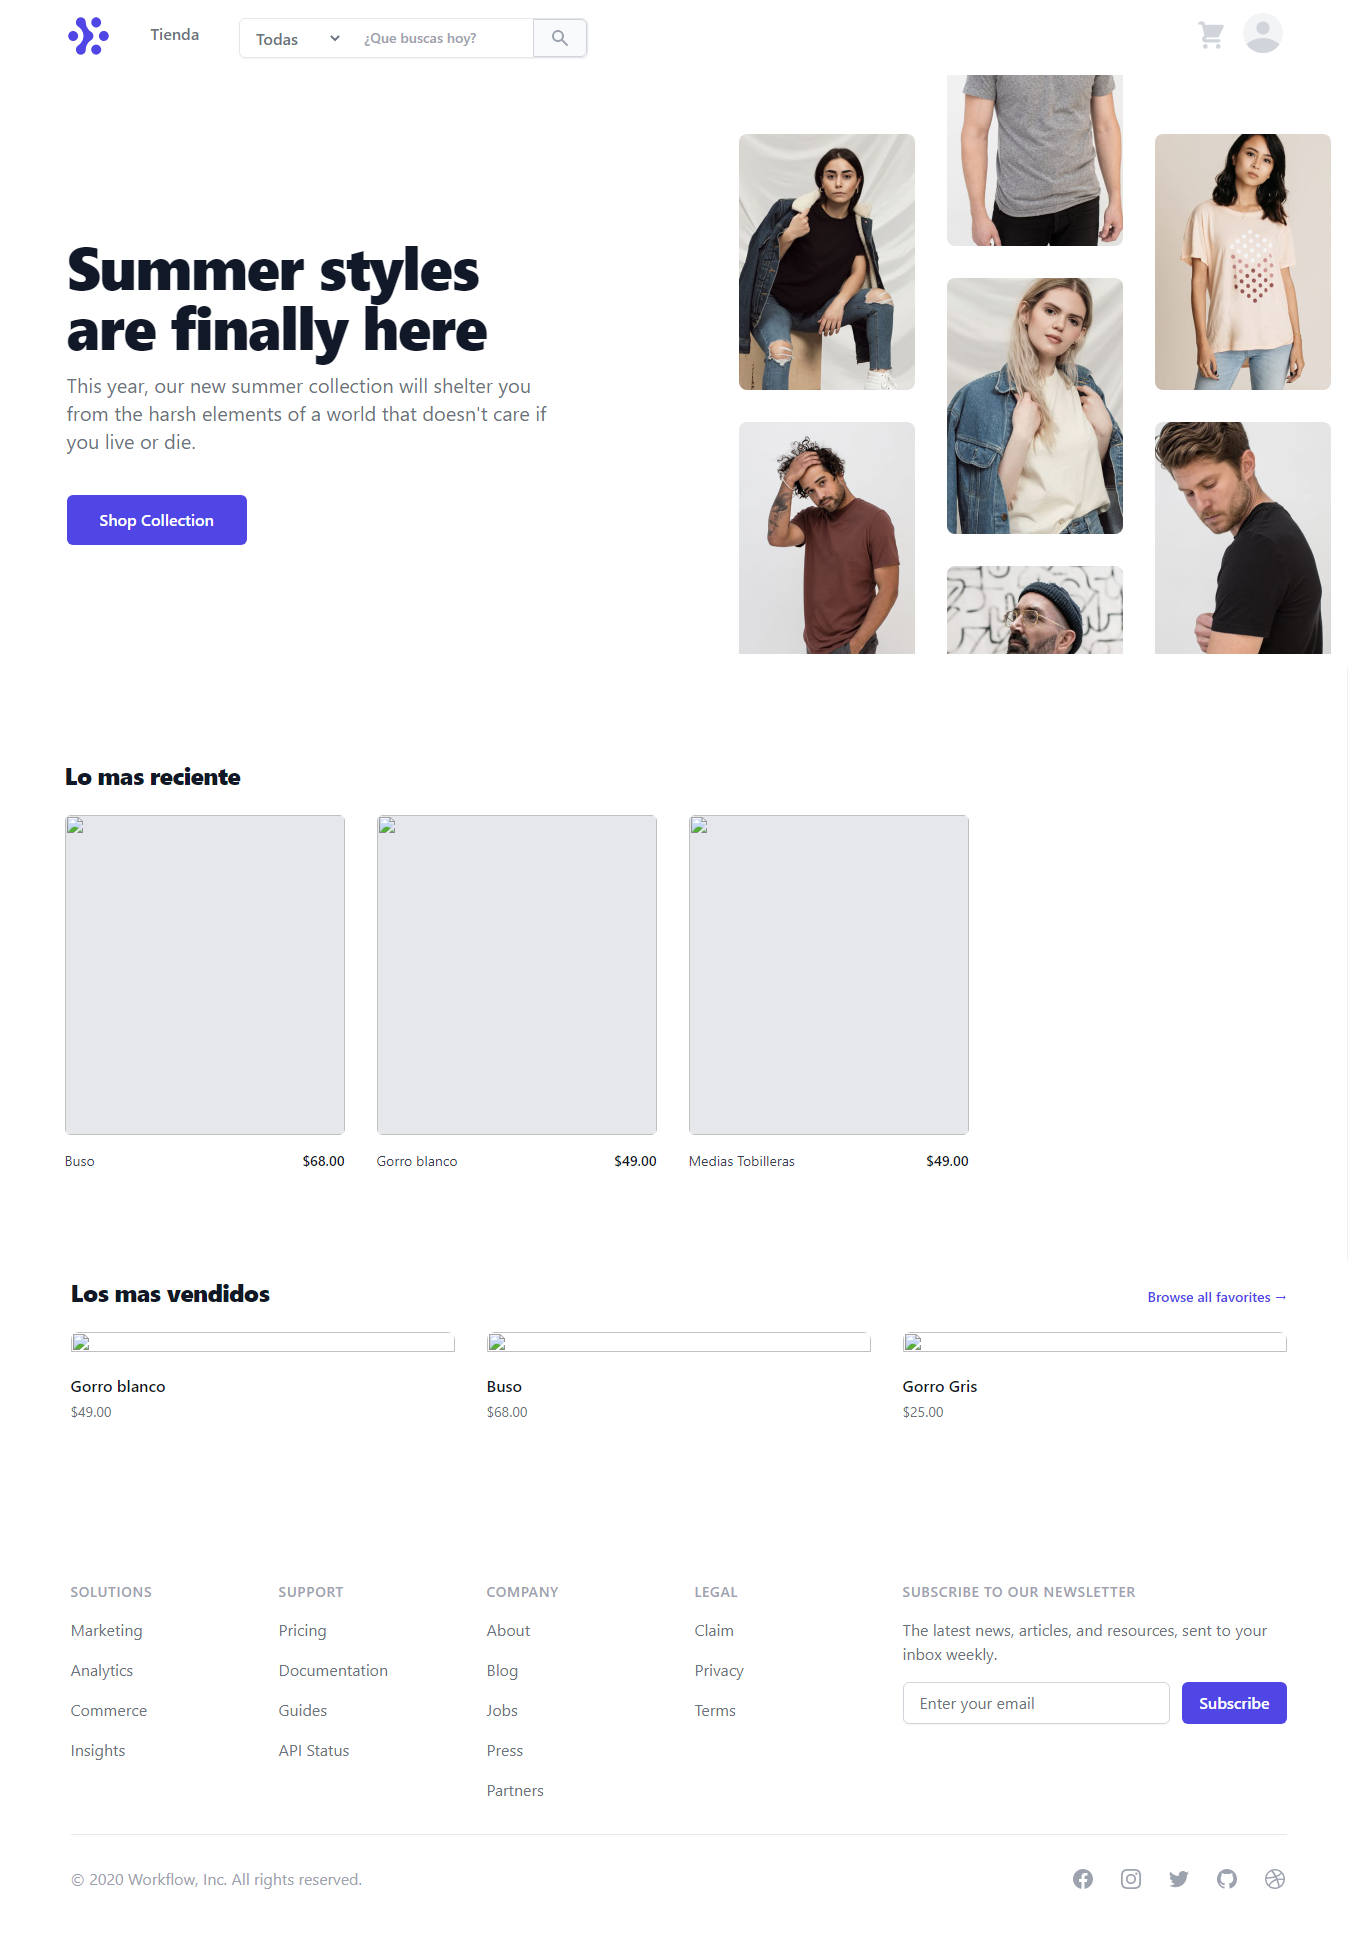 Tienda
Todas
¿Que buscas hoy?
Summer styles
are finally here
This year, our new summer collection will shelter you
from the harsh elements of a world that doesn't care if
you live or die.
Shop Collection
Lo mas reciente
Buso $68.00
Gorro blanco $49.00
Medias Tobilleras $49.00
Los mas vendidos
Browse all favorites →
Gorro blanco
$49.00
Buso
$68.00
Gorro Gris
$25.00
SOLUTIONS
Marketing
Analytics
Commerce
Insights
SUPPORT
Pricing
Documentation
Guides
API Status
COMPANY
About
Blog
Jobs
Press
Partners
LEGAL
Claim
Privacy
Terms
SUBSCRIBE TO OUR NEWSLETTER
The latest news, articles, and resources, sent to your
inbox weekly.
Enter your email
Subscribe
© 2020 Workflow, Inc. All rights reserved.